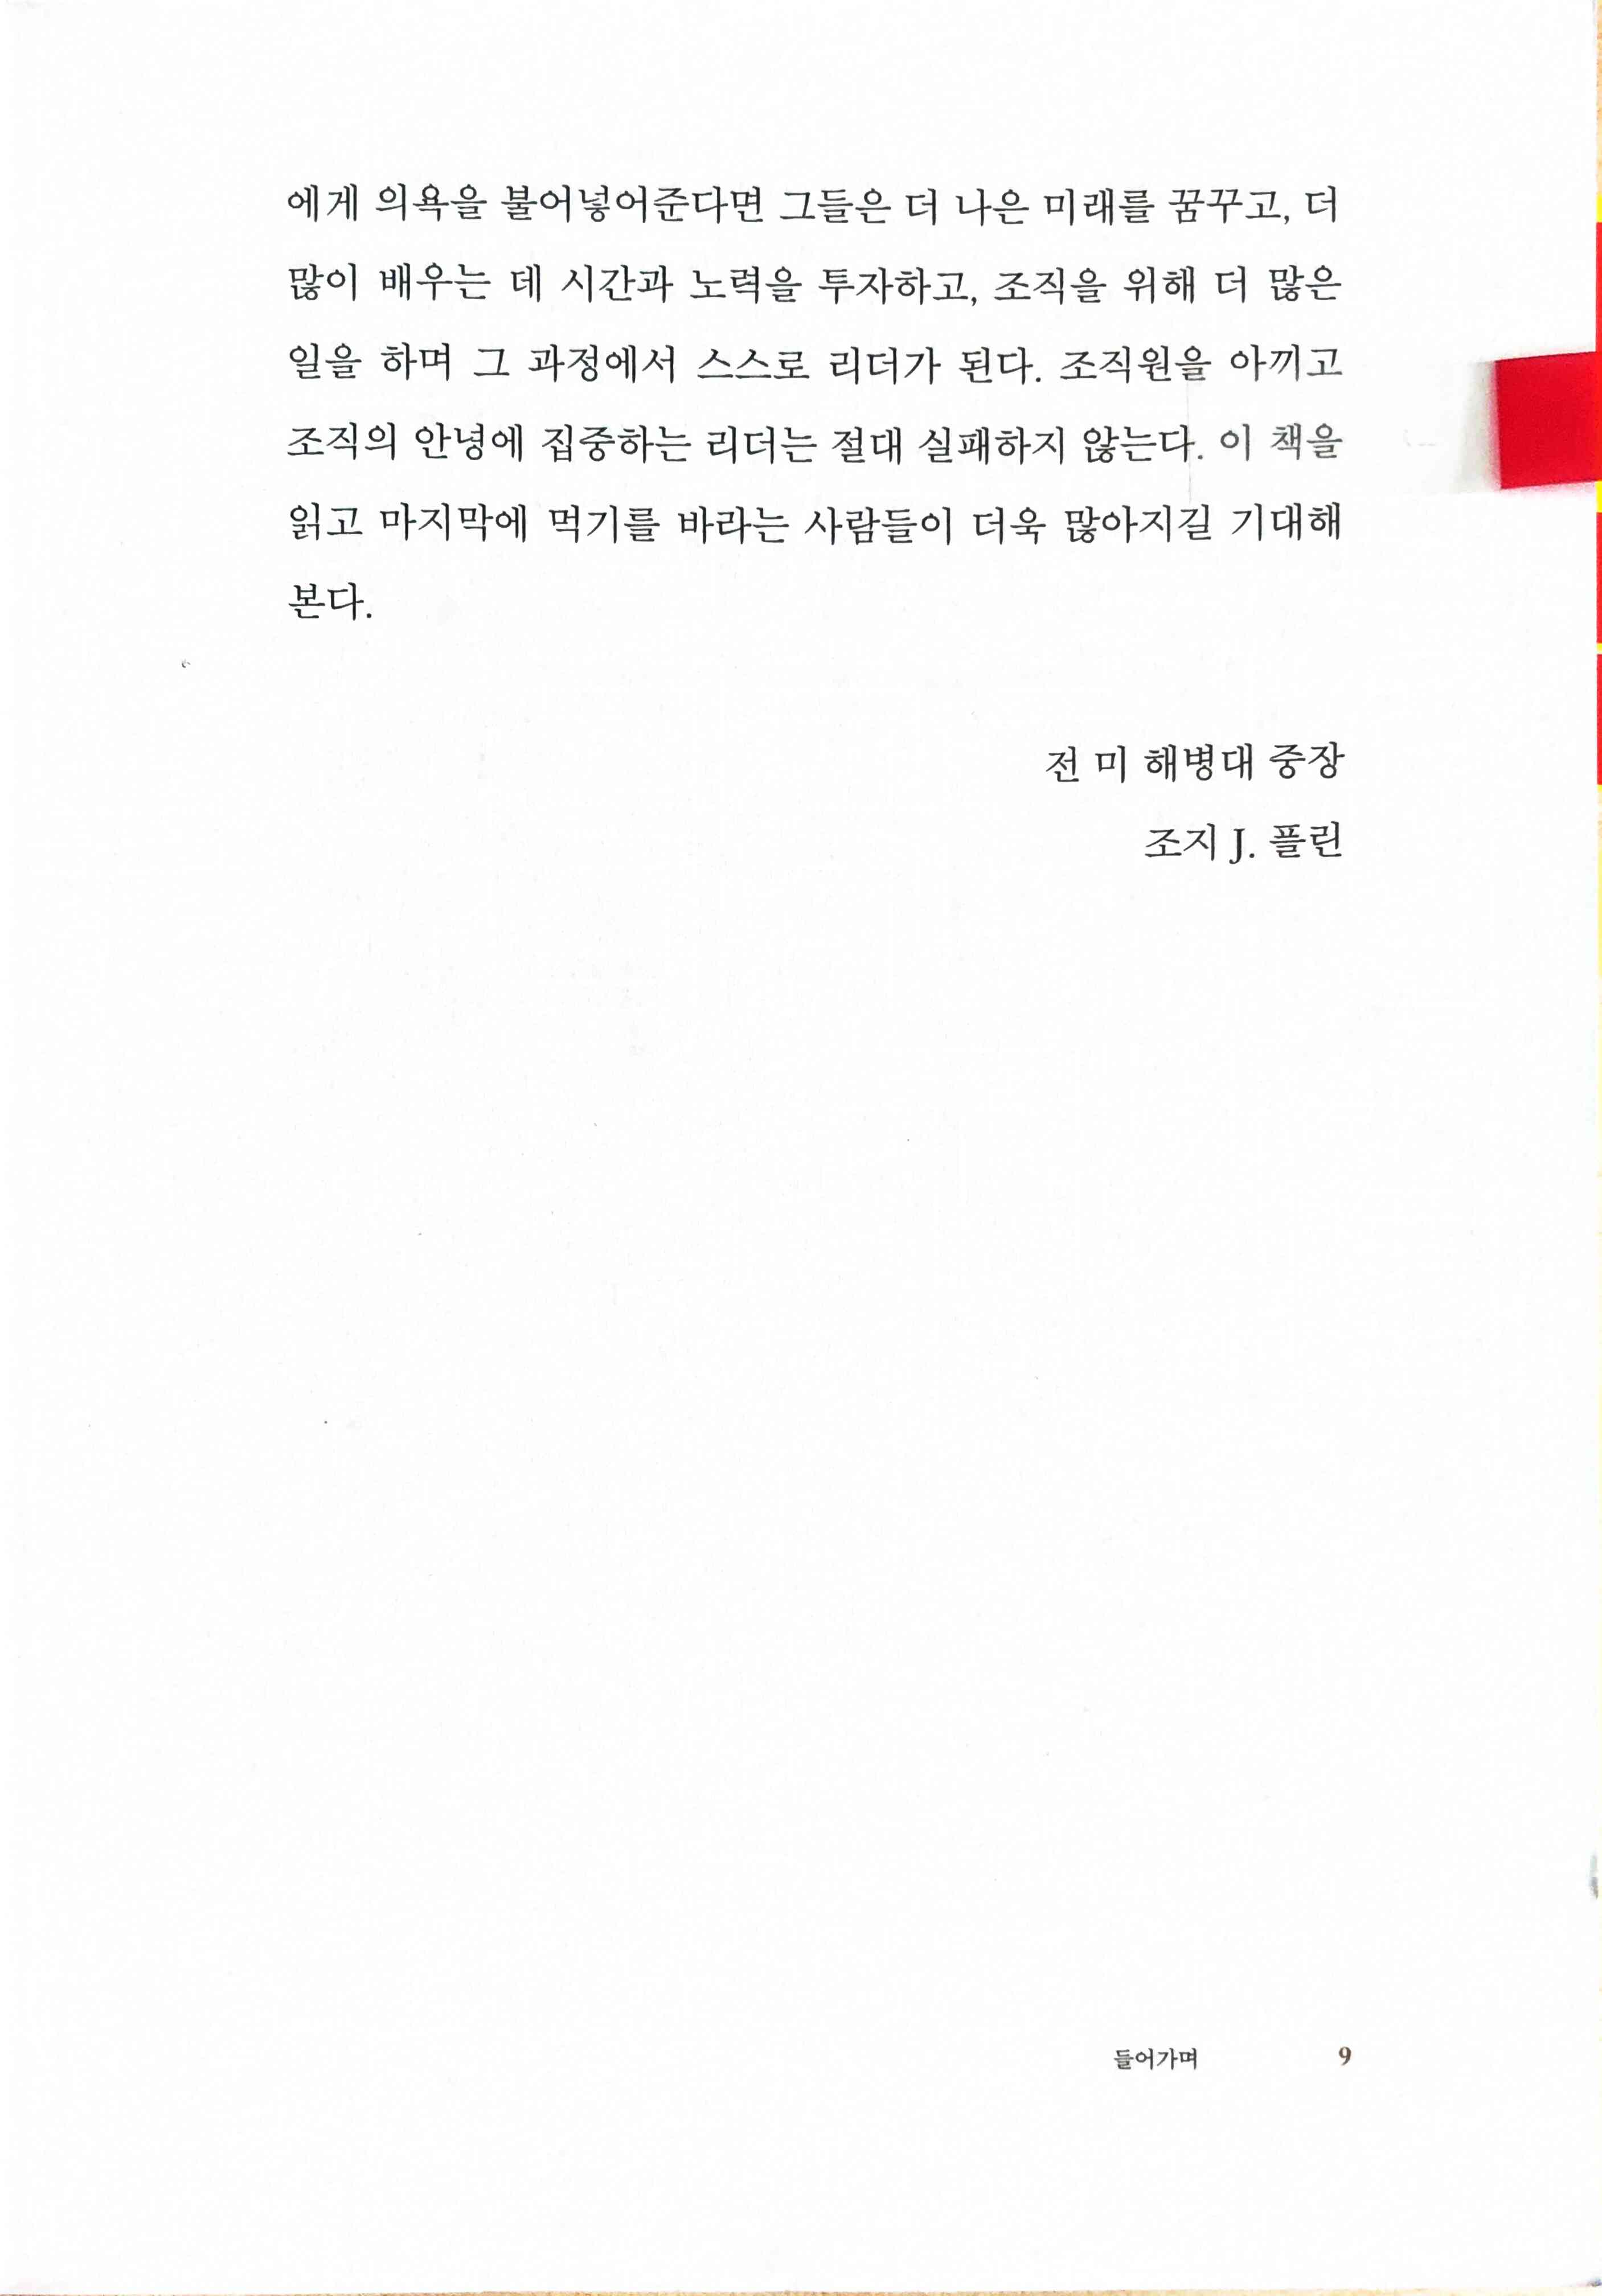 에게 의욕을 불어넣어준다면 그들은 더 나은 미래를 꿈꾸고, 더
많이 배우는 데 시간과 노력을 투자하고, 조직을 위해 더 많은
일을 하며 그 과정에서 스스로 리더가 된다. 조직원을 아끼고
조직의 안녕에 집중하는 리더는 절대 실패하지 않는다. 이 책을
읽고 마지막에 먹기를 바라는 사람들이 더욱 많아지길 기대해
본다.
전 미 해병대 중장
조지 J. 플린
들어가며 9